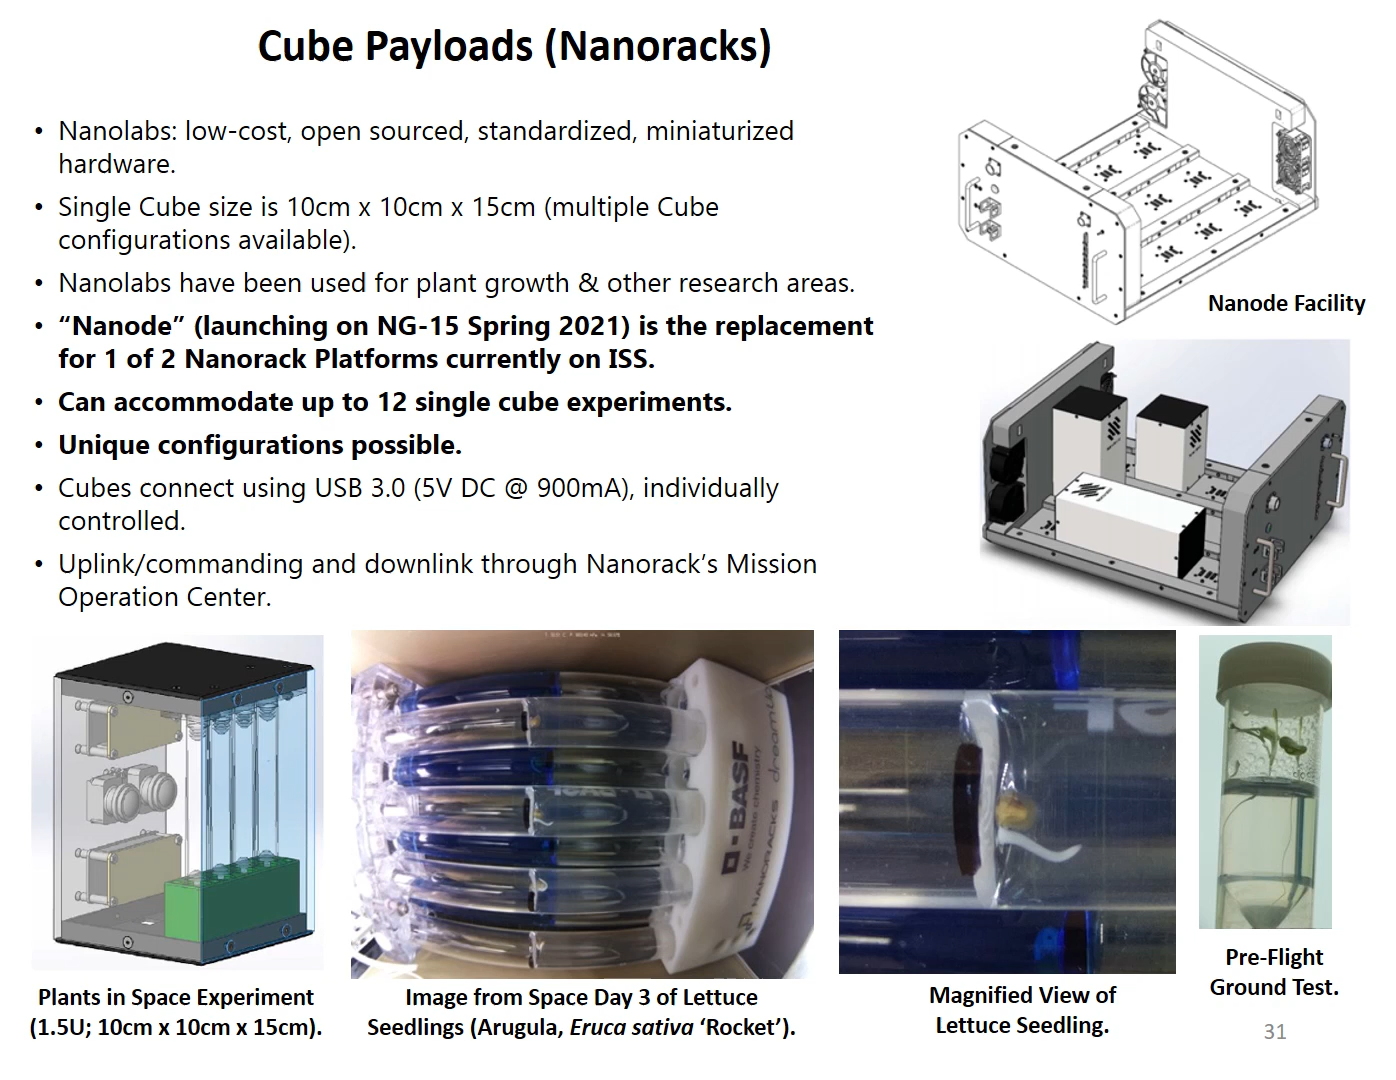 Cube Payloads (Nanoracks)
• Nanolabs: low-cost, open sourced, standardized, miniaturized
hardware.
• Single Cube size is 10cm x 10cm x 15cm (multiple Cube
configurations available).
• Nanolabs have been used for plant growth & other research areas.
• “Nanode” (launching on NG-15 Spring 2021) is the replacement
for 1 of 2 Nanorack Platforms currently on ISS.
• Can accommodate up to 12 single cube experiments.
• Unique configurations possible.
• Cubes connect using USB 3.0 (5V DC @ 900mA), individually
controlled.
• Uplink/commanding and downlink through Nanorack’s Mission
Operation Center.
Nanode Facility
BASF
We create chemistry
NANORACKS
dreamUp
Plants in Space Experiment
(1.5U; 10cm x 10cm x 15cm).
Image from Space Day 3 of Lettuce
Seedlings (Arugula, Eruca sativa ‘Rocket’).
Magnified View of
Lettuce Seedling.
Pre-Flight
Ground Test.
31